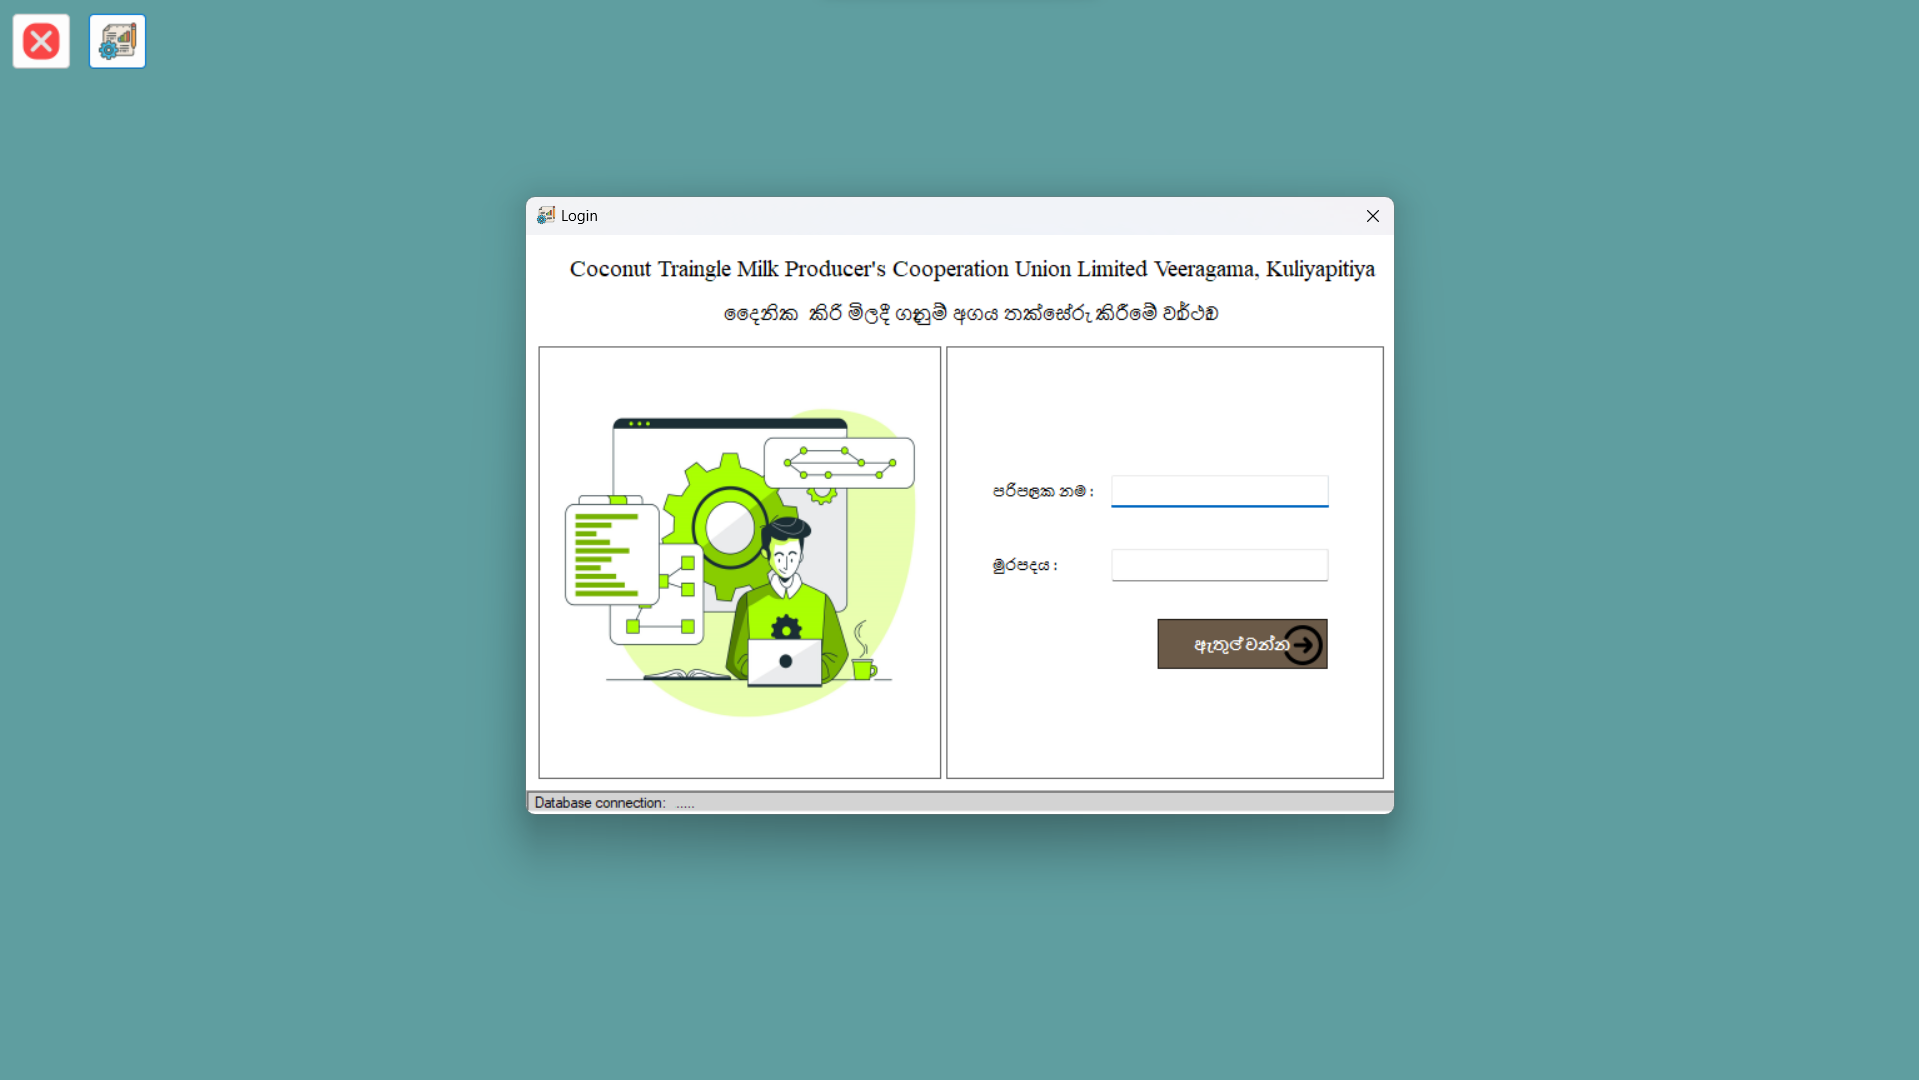 Login
Coconut Traingle Milk Producer's Cooperation Union Limited Veeragama, Kuliyapitiya
දෛනික කිරි මිලදී ගනුම් අගය තක්සේරු කිරීමේ වාර්ථාව
පරිපාලක නම :
මුරපදය :
ඇතුල් වන්න
Database connection: .....